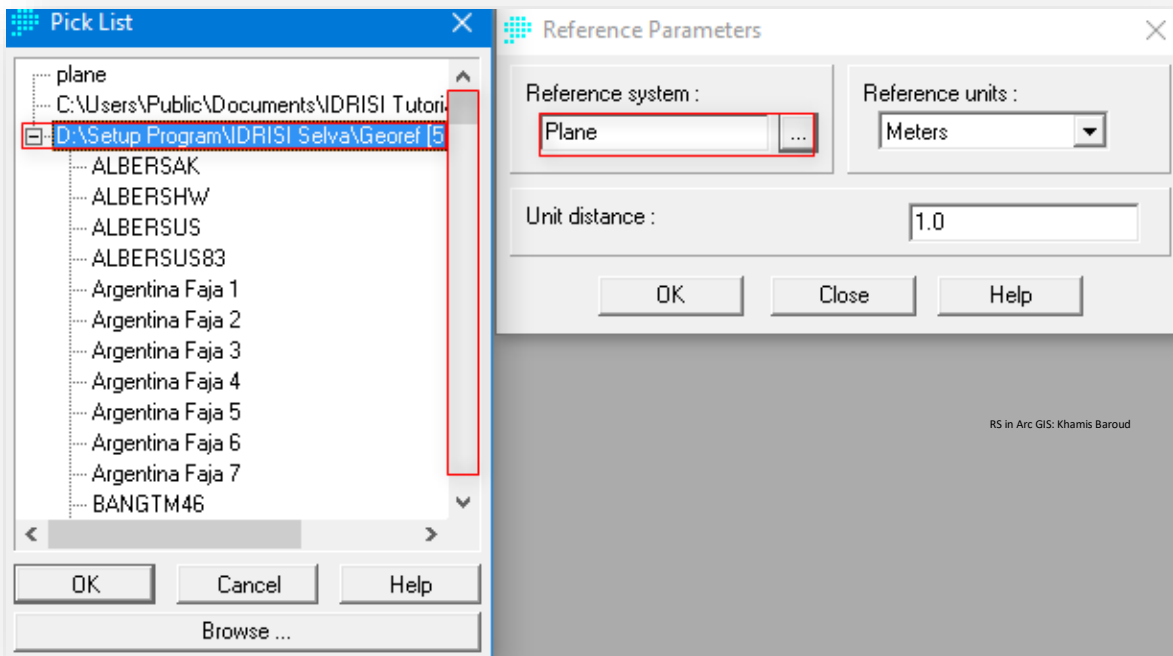 Pick List
plane
C:\Users\Public\Documents\IDRISI Tutori
D:\Setup Program\IDRISI Selva\Georef [5
ALBERSAK
ALBERSHW
ALBERSUS
ALBERSUS83
Argentina Faja 1
Argentina Faja 2
Argentina Faja 3
Argentina Faja 4
Argentina Faja 5
Argentina Faja 6
Argentina Faja 7
BANGTM46
OK Cancel Help
Browse ...
Reference Parameters
Reference system :
Plane ...
Reference units :
Meters
Unit distance :
1.0
OK Close Help
RS in Arc GIS: Khamis Baroud